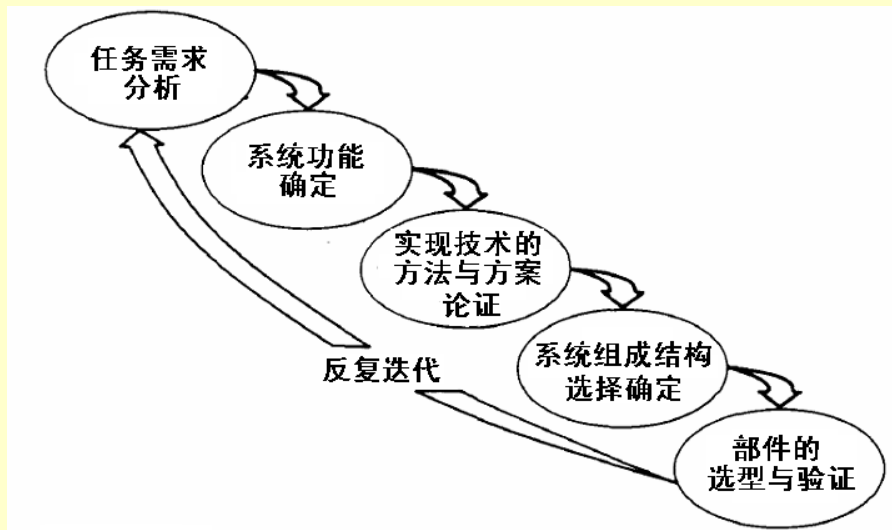 任务需求
分析
系统功能
确定
实现技术的
方法与方案
论证
系统组成结构
选择确定
反复迭代
部件的
选型与验证